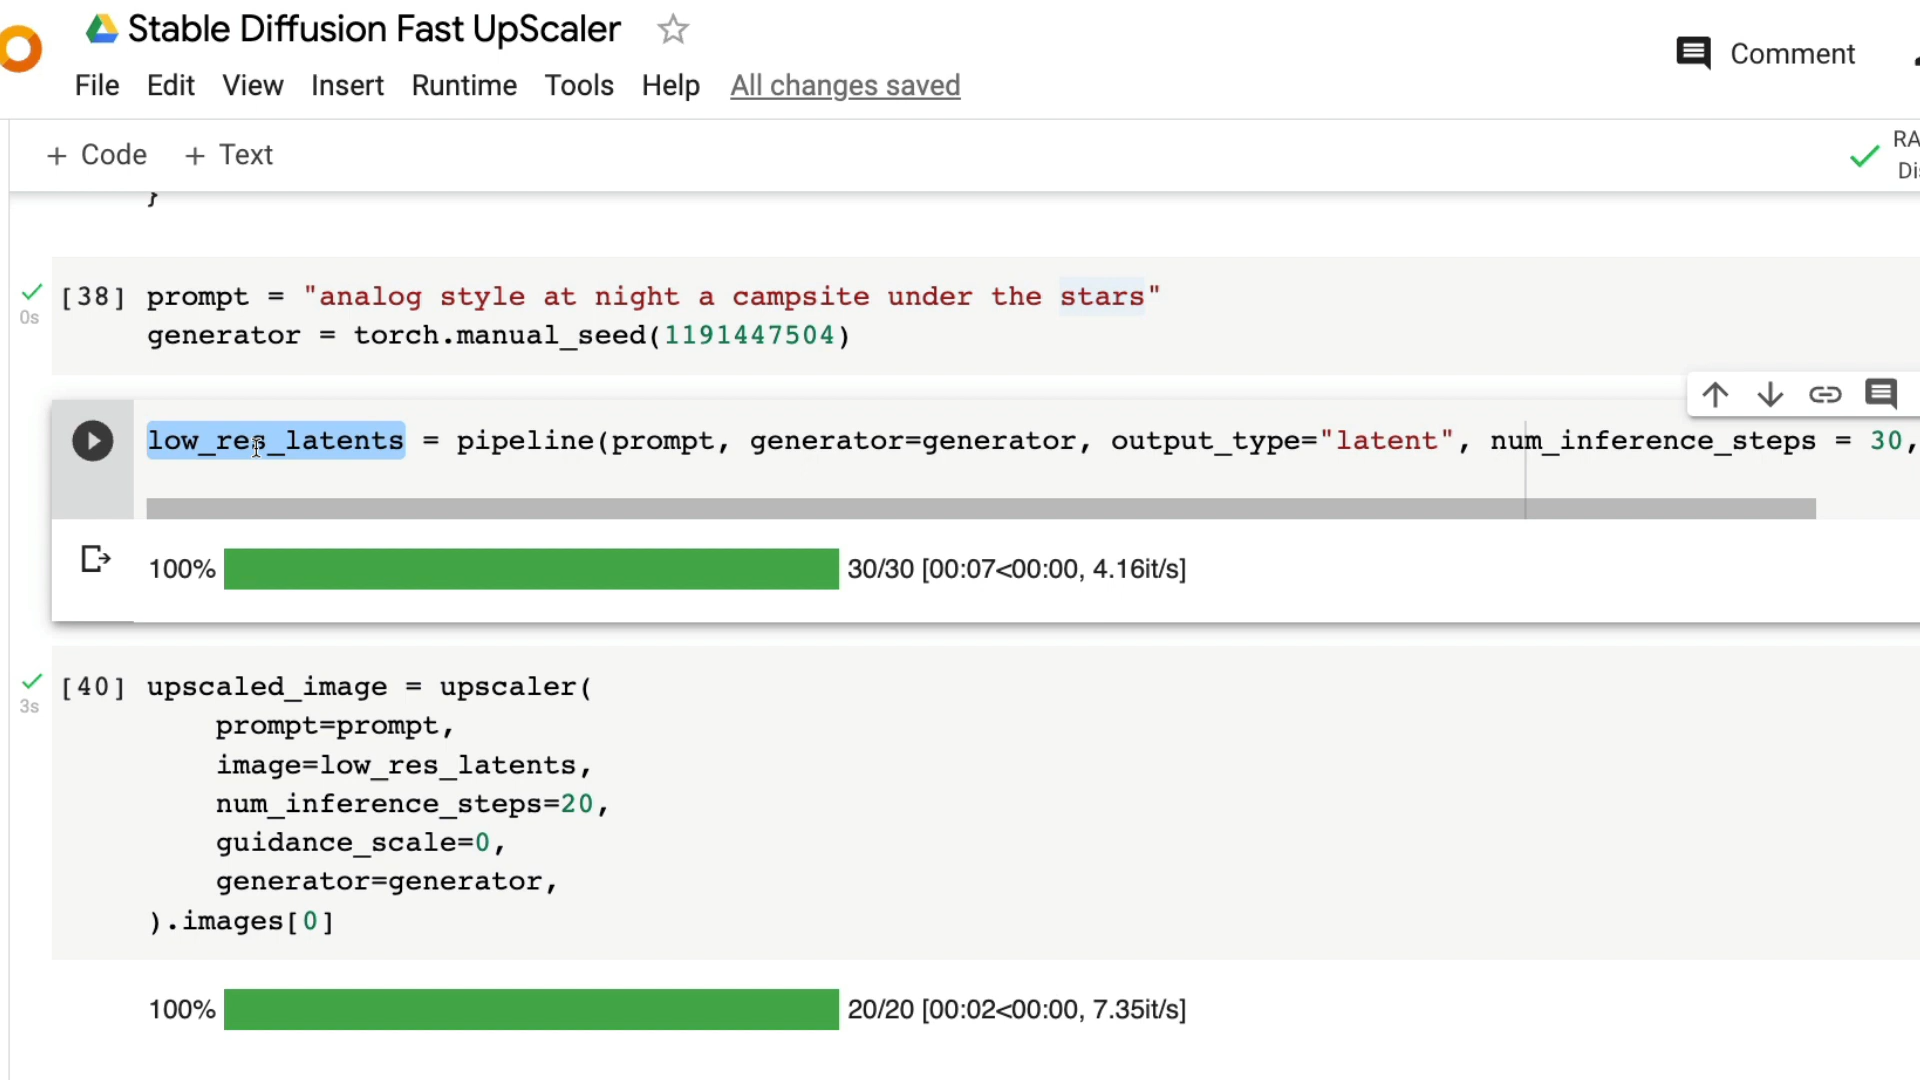 Stable Diffusion Fast UpScaler
Comment
File Edit View Insert Runtime Tools Help All changes saved
+ Code + Text
RA
Dis
}
[38] prompt = "analog style at night a campsite under the stars"
0s
generator = torch.manual_seed(1191447504)
low_res_latents = pipeline(prompt, generator=generator, output_type="latent", num_inference_steps = 30,
100% 30/30 [00:07<00:00, 4.16it/s]
[40] upscaled_image = upscaler(
3s
prompt=prompt,
image=low_res_latents,
num_inference_steps=20,
guidance_scale=0,
generator=generator,
).images[0]
100% 20/20 [00:02<00:00, 7.35it/s]